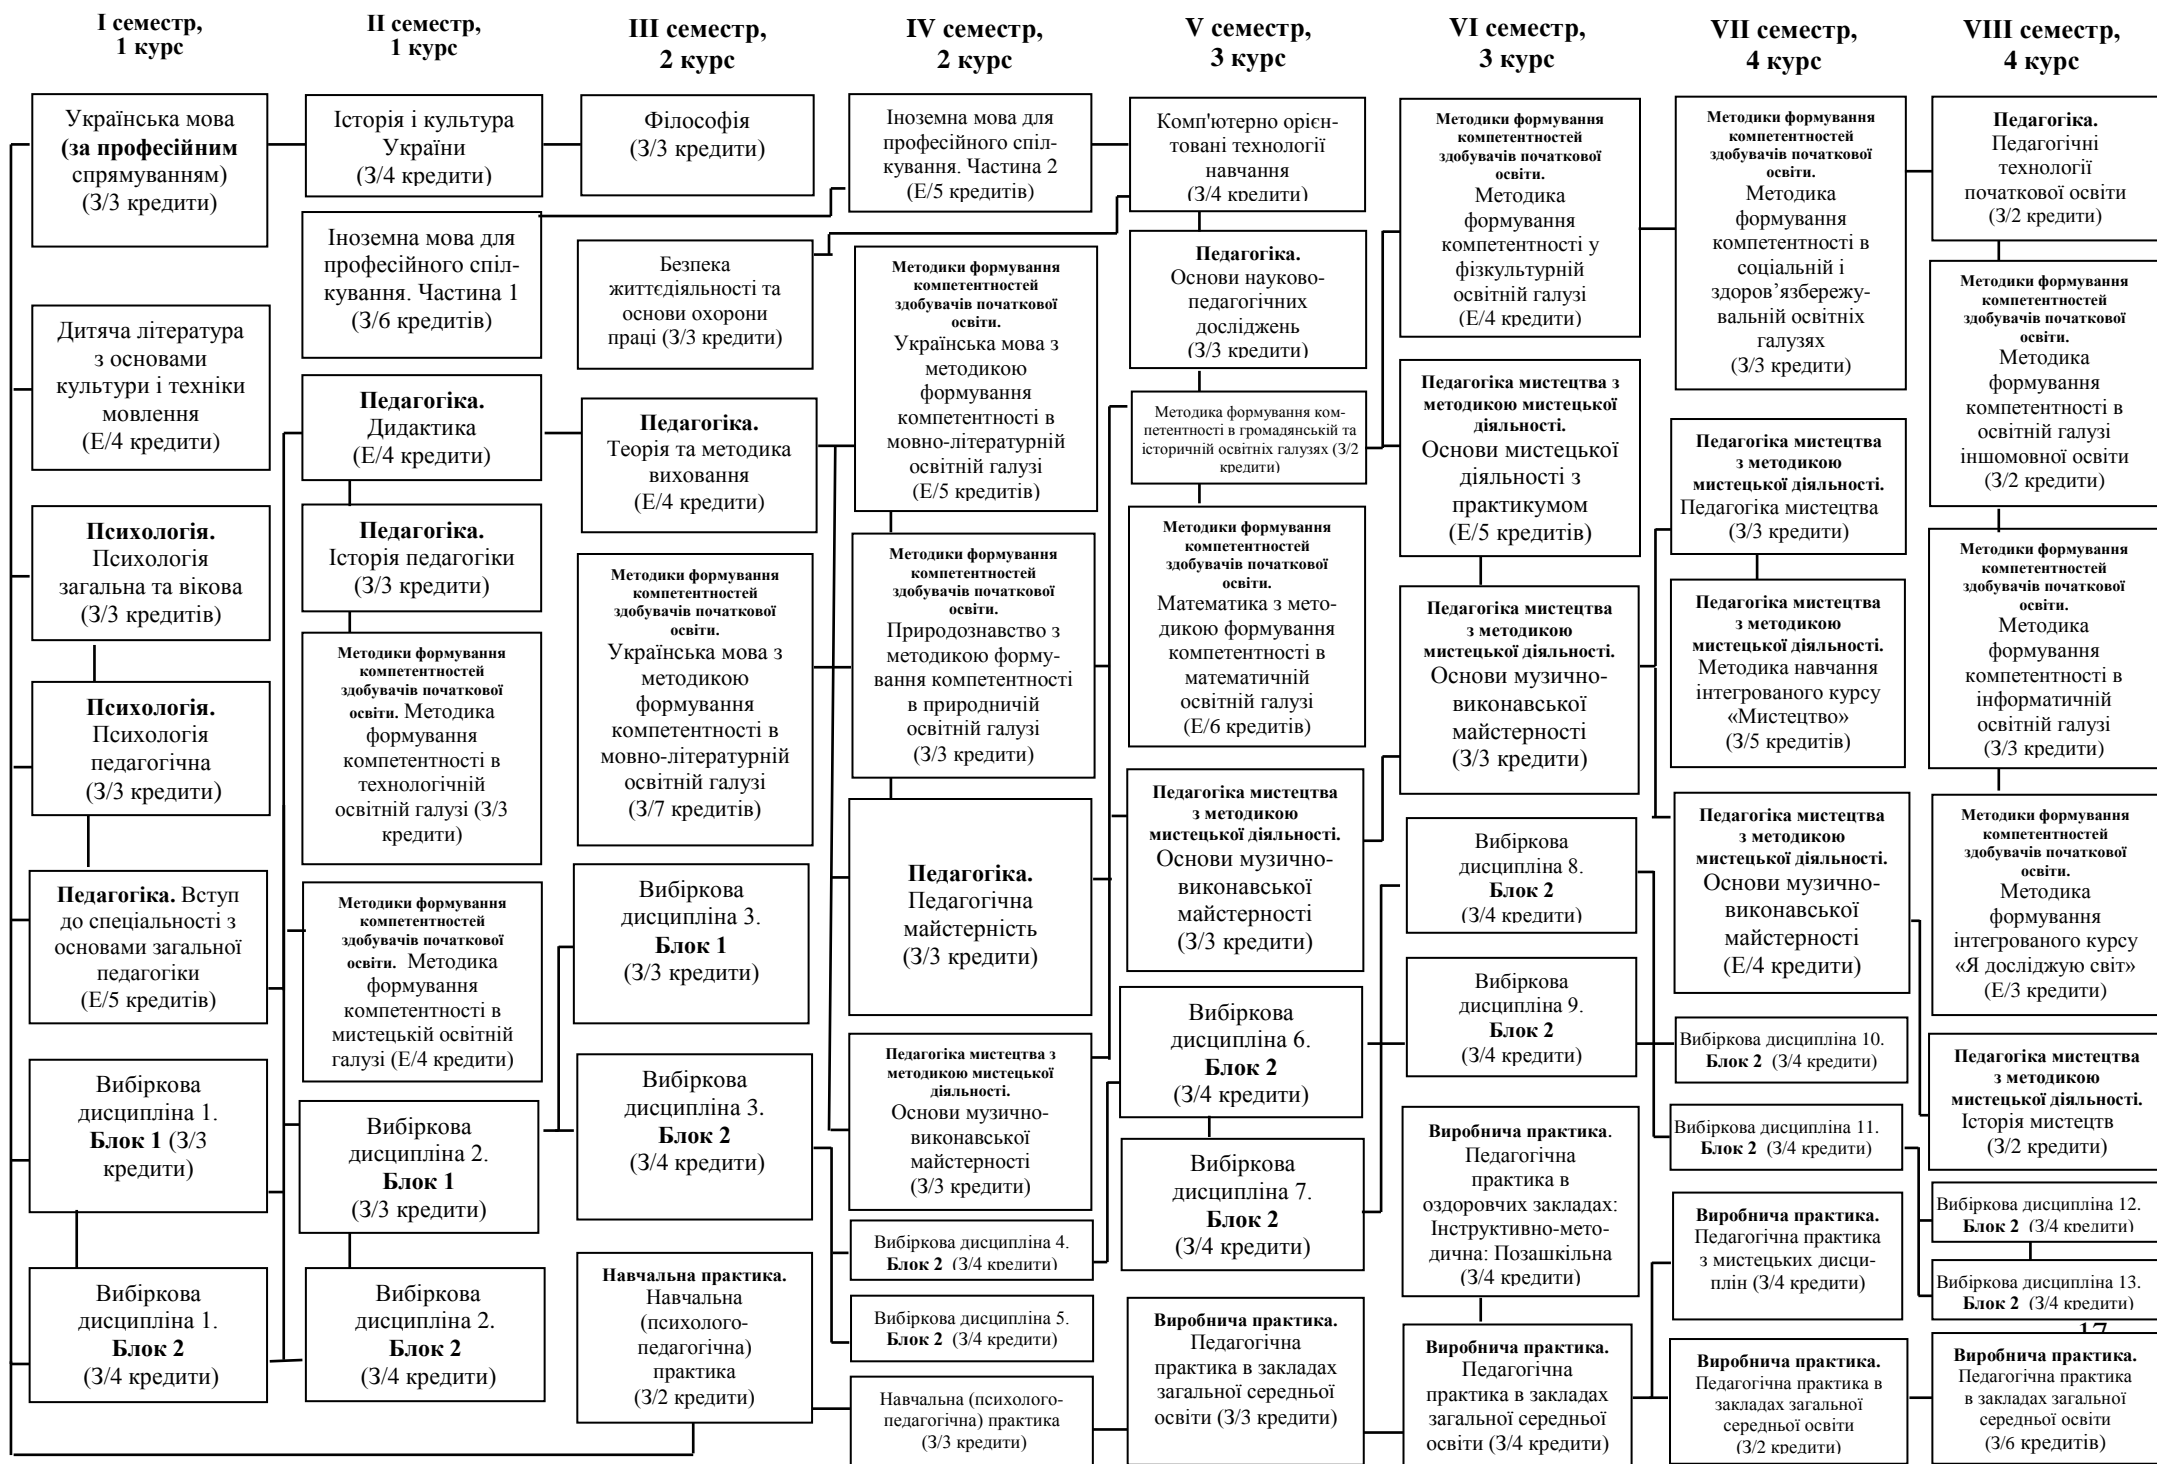 I семестр,
1 курс
II семестр,
1 курс
III семестр,
2 курс
IV семестр,
2 курс
V семестр,
3 курс
VI семестр,
3 курс
VII семестр,
4 курс
VIII семестр,
4 курс
Українська мова
(за професійним
спрямуванням)
(З/3 кредити)
Дитяча література
з основами
культури і техніки
мовлення
(Е/4 кредити)
Психологія.
Психологія
загальна та вікова
(З/3 кредитів)
Психологія.
Психологія
педагогічна
(З/3 кредити)
Педагогіка. Вступ
до спеціальності з
основами загальної
педагогіки
(Е/5 кредитів)
Вибіркова
дисципліна 1.
Блок 1 (З/3
кредити)
Вибіркова
дисципліна 1.
Блок 2
(З/4 кредити)
Історія і культура
України
(З/4 кредити)
Іноземна мова для
професійного спіл-
кування. Частина 1
(З/6 кредитів)
Педагогіка.
Дидактика
(Е/4 кредити)
Педагогіка.
Історія педагогіки
(З/3 кредити)
Методики формування
компетентностей
здобувачів початкової
освіти. Методика
формування
компетентності в
технологічній
освітній галузі (З/3
кредити)
Методики формування
компетентностей
здобувачів початкової
освіти. Методика
формування
компетентності в
мистецькій освітній
галузі (Е/4 кредити)
Вибіркова
дисципліна 2.
Блок 1
(З/3 кредити)
Вибіркова
дисципліна 2.
Блок 2
(З/4 кредити)
Філософія
(З/3 кредити)
Безпека
життєдіяльності та
основи охорони
праці (З/3 кредити)
Педагогіка.
Теорія та методика
виховання
(Е/4 кредити)
Методики формування
компетентностей
здобувачів початкової
освіти.
Українська мова з
методикою
формування
компетентності в
мовно-літературній
освітній галузі
(З/7 кредитів)
Вибіркова
дисципліна 3.
Блок 1
(З/3 кредити)
Вибіркова
дисципліна 3.
Блок 2
(З/4 кредити)
Навчальна практика.
Навчальна
(психолого-
педагогічна)
практика
(З/2 кредити)
Іноземна мова для
професійного спіл-
кування. Частина 2
(Е/5 кредитів)
Методики формування
компетентностей
здобувачів початкової
освіти.
Українська мова з
методикою
формування
компетентності в
мовно-літературній
освітній галузі
(Е/5 кредитів)
Методики формування
компетентностей
здобувачів початкової
освіти.
Природознавство з
методикою форму-
вання компетентності
в природничій
освітній галузі
(З/3 кредити)
Педагогіка.
Педагогічна
майстерність
(З/3 кредити)
Педагогіка мистецтва з
методикою мистецької
діяльності.
Основи музично-
виконавської
майстерності
(З/3 кредити)
Вибіркова дисципліна 4.
Блок 2 (З/4 кредити)
Вибіркова дисципліна 5.
Блок 2 (З/4 кредити)
Навчальна (психолого-
педагогічна) практика
(З/3 кредити)
Комп'ютерно орієн-
товані технології
навчання
(З/4 кредити)
Педагогіка.
Основи науково-
педагогічних
досліджень
(З/3 кредити)
Методика формування ком-
петентності в громадянській та
історичній освітніх галузях (З/2
кредити)
Методики формування
компетентностей
здобувачів початкової
освіти.
Математика з мето-
дикою формування
компетентності в
математичній
освітній галузі
(Е/6 кредитів)
Педагогіка мистецтва
з методикою
мистецької діяльності.
Основи музично-
виконавської
майстерності
(З/3 кредити)
Вибіркова
дисципліна 6.
Блок 2
(З/4 кредити)
Вибіркова
дисципліна 7.
Блок 2
(З/4 кредити)
Виробнича практика.
Педагогічна
практика в закладах
загальної середньої
освіти (З/3 кредити)
Методики формування
компетентностей
здобувачів початкової
освіти.
Методика
формування
компетентності у
фізкультурній
освітній галузі
(Е/4 кредити)
Педагогіка мистецтва з
методикою мистецької
діяльності.
Основи мистецької
діяльності з
практикумом
(Е/5 кредитів)
Педагогіка мистецтва
з методикою
мистецької діяльності.
Основи музично-
виконавської
майстерності
(З/3 кредити)
Вибіркова
дисципліна 8.
Блок 2
(З/4 кредити)
Вибіркова
дисципліна 9.
Блок 2
(З/4 кредити)
Виробнича практика.
Педагогічна
практика в
оздоровчих закладах:
Інструктивно-мето-
дична: Позашкільна
(З/4 кредити)
Виробнича практика.
Педагогічна
практика в закладах
загальної середньої
освіти (З/4 кредити)
Методики формування
компетентностей
здобувачів початкової
освіти.
Методика
формування
компетентності в
соціальній і
здоров’язбережу-
вальній освітніх
галузях
(З/3 кредити)
Педагогіка мистецтва
з методикою
мистецької діяльності.
Педагогіка мистецтва
(З/3 кредити)
Педагогіка мистецтва
з методикою
мистецької діяльності.
Методика навчання
інтегрованого курсу
«Мистецтво»
(З/5 кредитів)
Педагогіка мистецтва
з методикою
мистецької діяльності.
Основи музично-
виконавської
майстерності
(Е/4 кредити)
Вибіркова дисципліна 10.
Блок 2 (З/4 кредити)
Вибіркова дисципліна 11.
Блок 2 (З/4 кредити)
Виробнича практика.
Педагогічна практика
з мистецьких дисци-
плін (З/4 кредити)
Виробнича практика.
Педагогічна практика в
закладах загальної
середньої освіти
(З/2 кредити)
Педагогіка.
Педагогічні
технології
початкової освіти
(З/2 кредити)
Методики формування
компетентностей
здобувачів початкової
освіти.
Методика
формування
компетентності в
освітній галузі
іншомовної освіти
(З/2 кредити)
Методики формування
компетентностей
здобувачів початкової
освіти.
Методика
формування
компетентності в
інформатичній
освітній галузі
(З/3 кредити)
Методики формування
компетентностей
здобувачів початкової
освіти.
Методика
формування
інтегрованого курсу
«Я досліджую світ»
(Е/3 кредити)
Педагогіка мистецтва
з методикою
мистецької діяльності.
Історія мистецтв
(З/2 кредити)
Вибіркова дисципліна 12.
Блок 2 (З/4 кредити)
Вибіркова дисципліна 13.
Блок 2 (З/4 кредити)
17
Виробнича практика.
Педагогічна практика
в закладах загальної
середньої освіти
(З/6 кредитів)